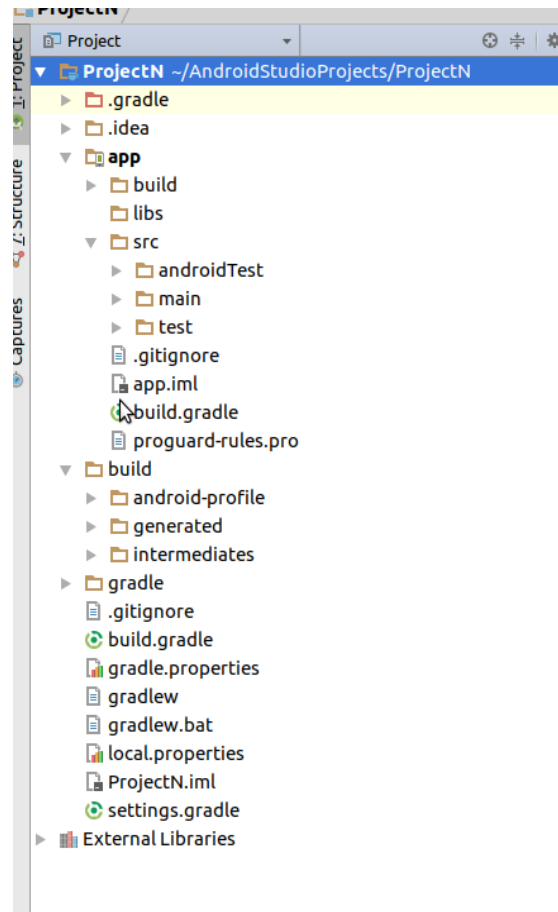 ProjectN
Project
ProjectN ~/AndroidStudioProjects/ProjectN
.gradle
.idea
app
build
libs
src
androidTest
main
test
.gitignore
app.iml
build.gradle
proguard-rules.pro
build
android-profile
generated
intermediates
gradle
.gitignore
build.gradle
gradle.properties
gradlew
gradlew.bat
local.properties
ProjectN.iml
settings.gradle
External Libraries
1: Project
7: Structure
Captures